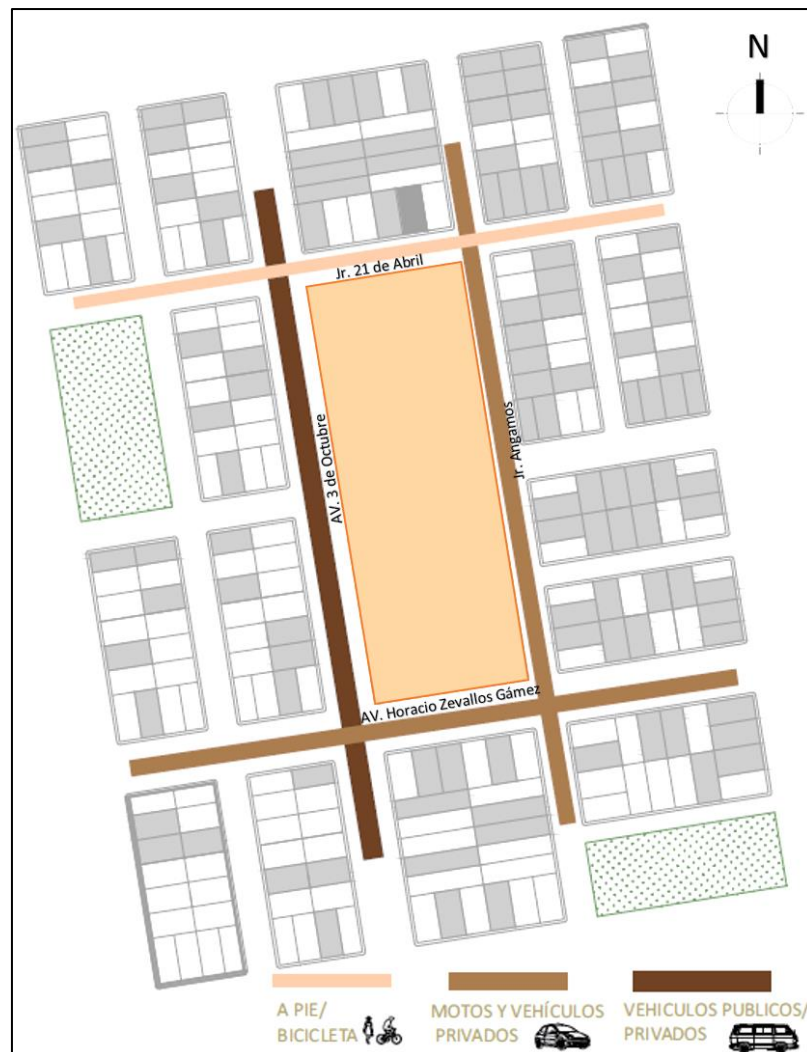 N
Jr. 21 de Abril
AV. 3 de Octubre
Jr. Angamos
AV. Horacio Zevallos Gámez
A PIE/
BICICLETA
MOTOS Y VEHÍCULOS
PRIVADOS
VEHICULOS PUBLICOS/
PRIVADOS